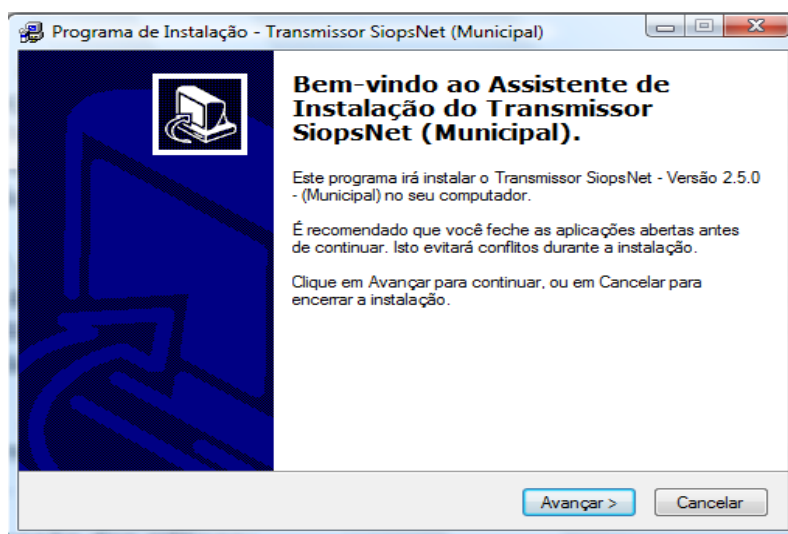 Programa de Instalação - Transmissor SiopsNet (Municipal)
Bem-vindo ao Assistente de
Instalação do Transmissor
SiopsNet (Municipal).
Este programa irá instalar o Transmissor SiopsNet - Versão 2.5.0
- (Municipal) no seu computador.
É recomendado que você feche as aplicações abertas antes
de continuar. Isto evitará conflitos durante a instalação.
Clique em Avançar para continuar, ou em Cancelar para
encerrar a instalação.
Avançar >
Cancelar